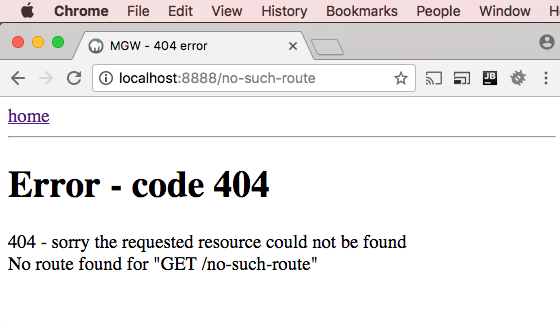 Chrome File Edit View History Bookmarks People Window
MGW - 404 error
localhost:8888/no-such-route
JB
home
Error - code 404
404 - sorry the requested resource could not be found
No route found for "GET /no-such-route"